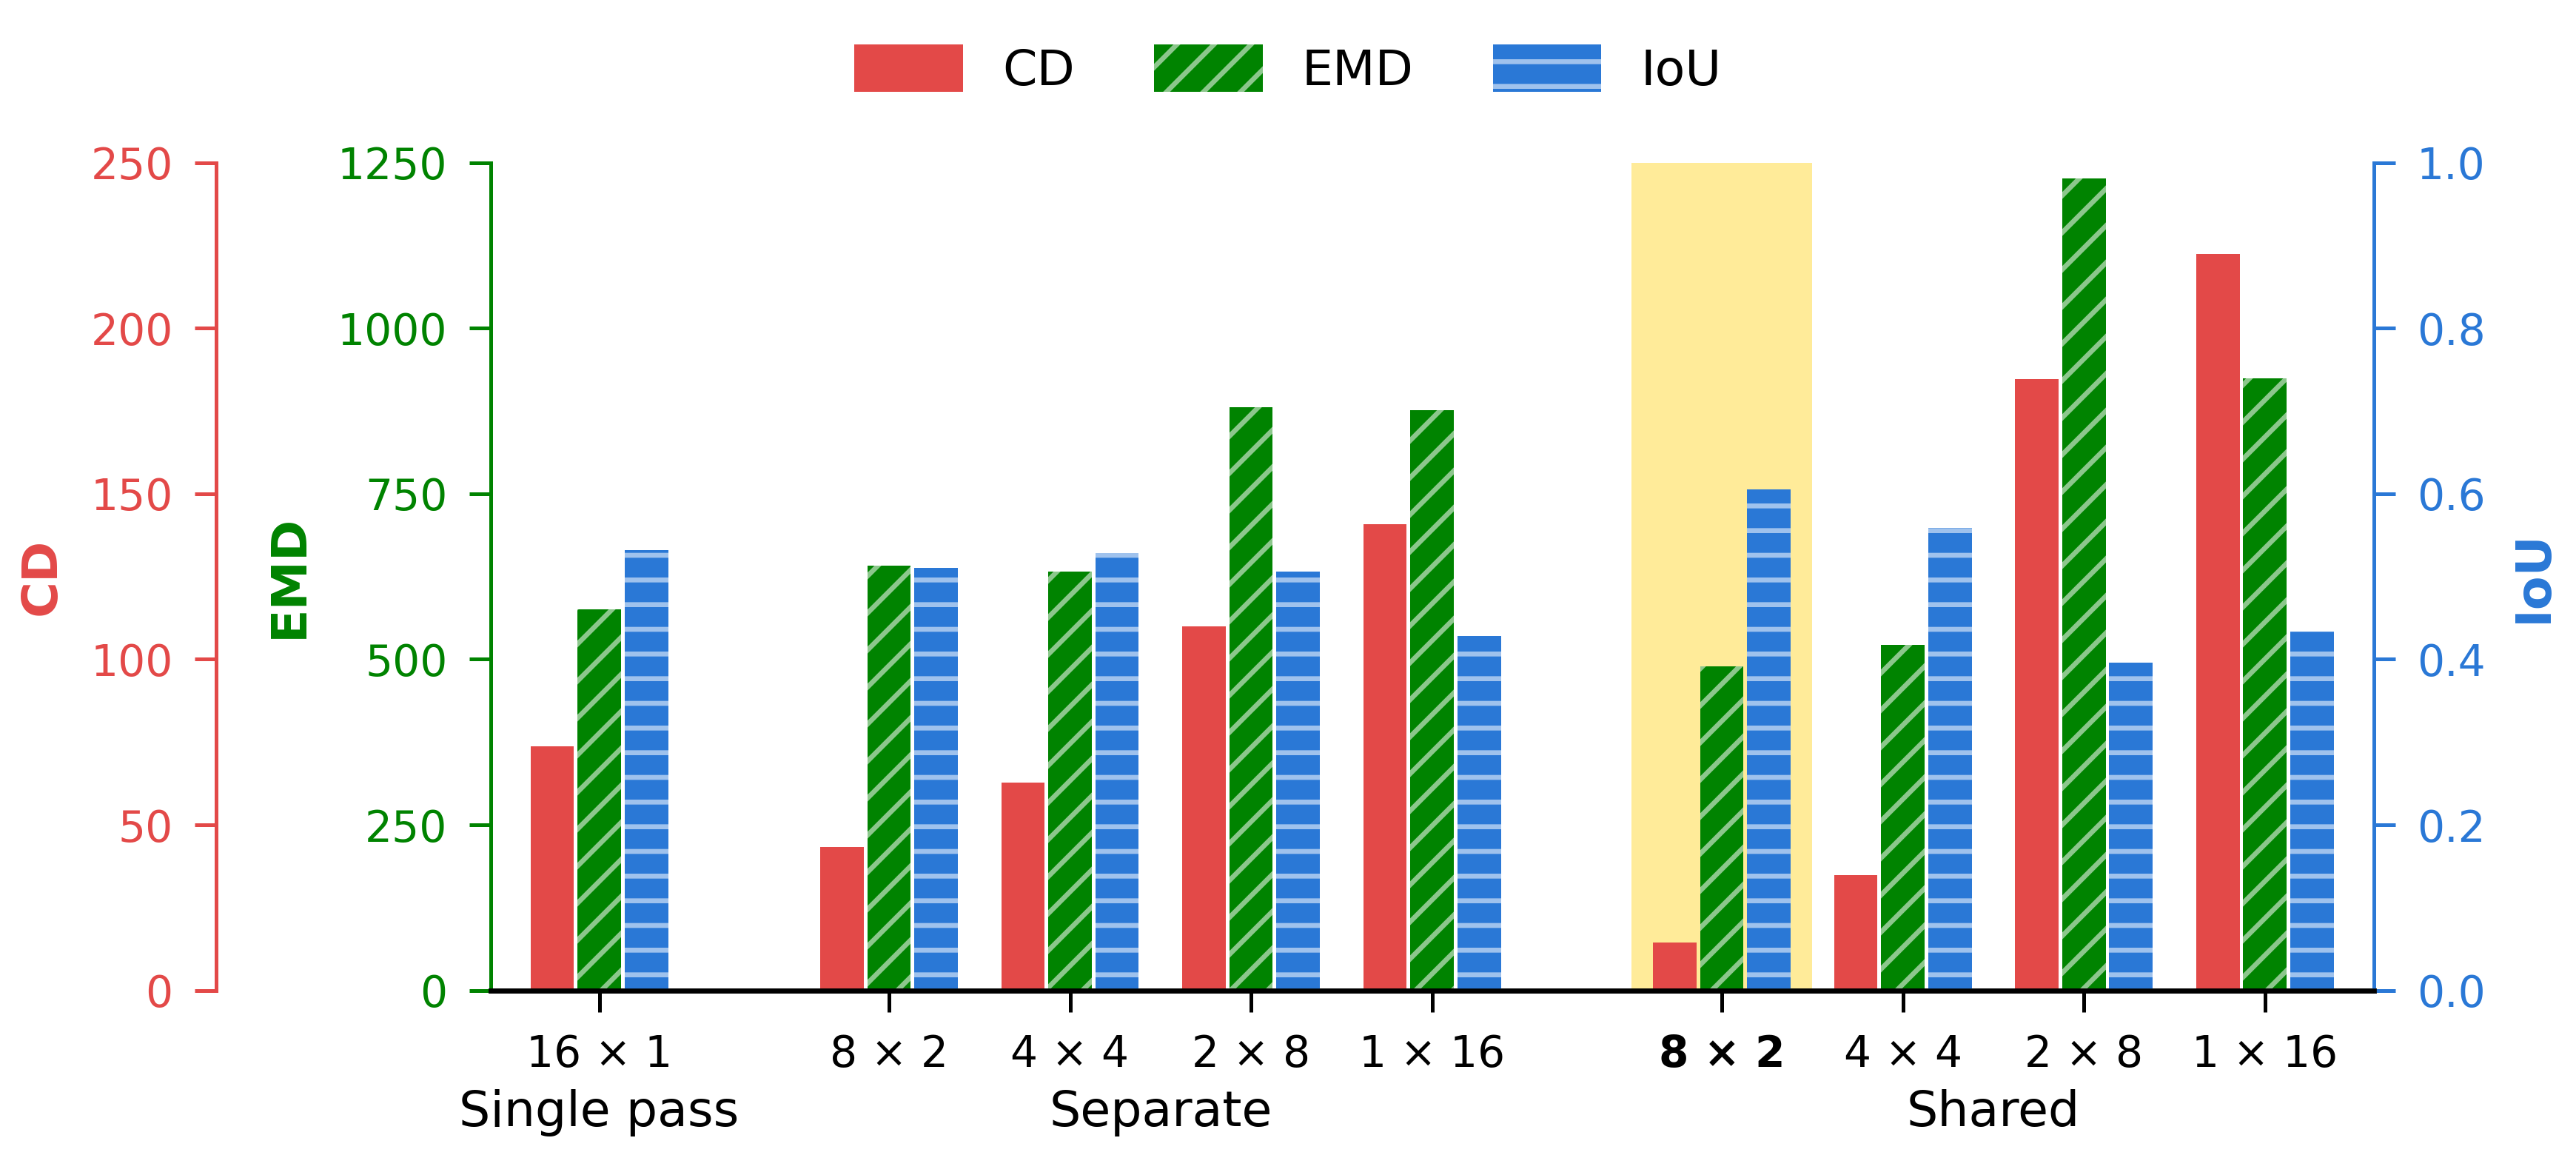 CD EMD IoU
250 1250 1.0
200 1000 0.8
150 750 0.6
100 500 0.4
50 250 0.2
0 0 0.0
CD
EMD
IoU
16 × 1 8 × 2 4 × 4 2 × 8 1 × 16 8 × 2 4 × 4 2 × 8 1 × 16
Single pass Separate Shared